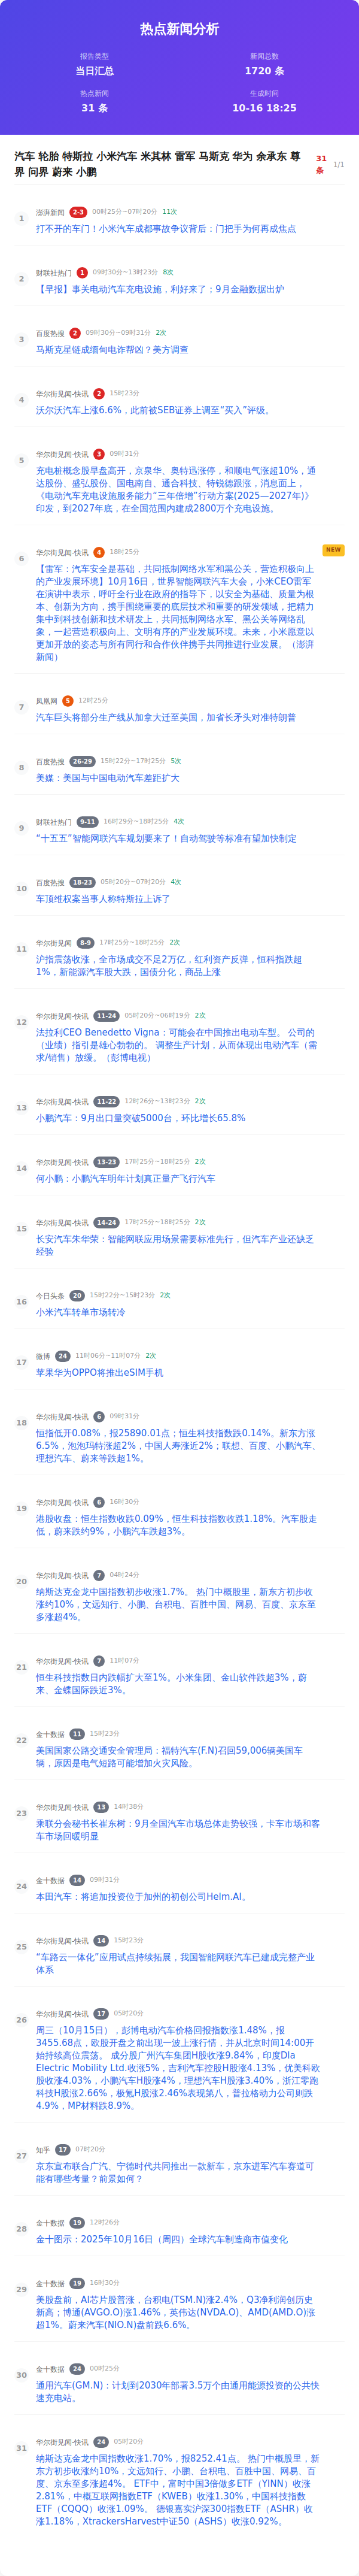 热点新闻分析
报告类型
当日汇总
新闻总数
1720 条
热点新闻
31 条
生成时间
10-16 18:25
汽车 轮胎 特斯拉 小米汽车 米其林 雷军 马斯克 华为 余承东 尊
界 问界 蔚来 小鹏
31
条
1/1
1
澎湃新闻 2-3 00时25分~07时20分 11次
打不开的车门！小米汽车成都事故争议背后：门把手为何再成焦点
2
财联社热门 1 09时30分~13时23分 8次
【早报】事关电动汽车充电设施，利好来了；9月金融数据出炉
3
百度热搜 2 09时30分~09时31分 2次
马斯克星链成缅甸电诈帮凶？美方调查
4
华尔街见闻-快讯 2 15时23分
沃尔沃汽车上涨6.6%，此前被SEB证券上调至“买入”评级。
5
华尔街见闻-快讯 3 09时31分
充电桩概念股早盘高开，京泉华、奥特迅涨停，和顺电气涨超10%，通
达股份、盛弘股份、国电南自、通合科技、特锐德跟涨，消息面上，
《电动汽车充电设施服务能力“三年倍增”行动方案(2025—2027年)》
印发，到2027年底，在全国范围内建成2800万个充电设施。
6
华尔街见闻-快讯 4 18时25分
NEW
【雷军：汽车安全是基础，共同抵制网络水军和黑公关，营造积极向上
的产业发展环境】10月16日，世界智能网联汽车大会，小米CEO雷军
在演讲中表示，呼吁全行业在政府的指导下，以安全为基础、质量为根
本、创新为方向，携手围绕重要的底层技术和重要的研发领域，把精力
集中到科技创新和技术研发上，共同抵制网络水军、黑公关等网络乱
象，一起营造积极向上、文明有序的产业发展环境。未来，小米愿意以
更加开放的姿态与所有同行和合作伙伴携手共同推进行业发展。（澎湃
新闻）
7
凤凰网 5 12时25分
汽车巨头将部分生产线从加拿大迁至美国，加省长矛头对准特朗普
8
百度热搜 26-29 15时22分~17时25分 5次
美媒：美国与中国电动汽车差距扩大
9
财联社热门 9-11 16时29分~18时25分 4次
“十五五”智能网联汽车规划要来了！自动驾驶等标准有望加快制定
10
百度热搜 18-23 05时20分~07时20分 4次
车顶维权案当事人称特斯拉上诉了
11
华尔街见闻 8-9 17时25分~18时25分 2次
沪指震荡收涨，全市场成交不足2万亿，红利资产反弹，恒科指跌超
1%，新能源汽车股大跌，国债分化，商品上涨
12
华尔街见闻-快讯 11-24 05时20分~06时19分 2次
法拉利CEO Benedetto Vigna：可能会在中国推出电动车型。 公司的
（业绩）指引是雄心勃勃的。 调整生产计划，从而体现出电动汽车（需
求/销售）放缓。（彭博电视）
13
华尔街见闻-快讯 11-22 12时26分~13时23分 2次
小鹏汽车：9月出口量突破5000台，环比增长65.8%
14
华尔街见闻-快讯 13-23 17时25分~18时25分 2次
何小鹏：小鹏汽车明年计划真正量产飞行汽车
15
华尔街见闻-快讯 14-24 17时25分~18时25分 2次
长安汽车朱华荣：智能网联应用场景需要标准先行，但汽车产业还缺乏
经验
16
今日头条 20 15时22分~15时23分 2次
小米汽车转单市场转冷
17
微博 24 11时06分~11时07分 2次
苹果华为OPPO将推出eSIM手机
18
华尔街见闻-快讯 6 09时31分
恒指低开0.08%，报25890.01点；恒生科技指数跌0.14%。新东方涨
6.5%，泡泡玛特涨超2%，中国人寿涨近2%；联想、百度、小鹏汽车、
理想汽车、蔚来等跌超1%。
19
华尔街见闻-快讯 6 16时30分
港股收盘：恒生指数收跌0.09%，恒生科技指数收跌1.18%。汽车股走
低，蔚来跌约9%，小鹏汽车跌超3%。
20
华尔街见闻-快讯 7 04时24分
纳斯达克金龙中国指数初步收涨1.7%。 热门中概股里，新东方初步收
涨约10%，文远知行、小鹏、台积电、百胜中国、网易、百度、京东至
多涨超4%。
21
华尔街见闻-快讯 7 11时07分
恒生科技指数日内跌幅扩大至1%。小米集团、金山软件跌超3%，蔚
来、金蝶国际跌近3%。
22
金十数据 11 15时23分
美国国家公路交通安全管理局：福特汽车(F.N)召回59,006辆美国车
辆，原因是电气短路可能增加火灾风险。
23
华尔街见闻-快讯 13 14时38分
乘联分会秘书长崔东树：9月全国汽车市场总体走势较强，卡车市场和客
车市场回暖明显
24
金十数据 14 09时31分
本田汽车：将追加投资位于加州的初创公司Helm.AI。
25
华尔街见闻-快讯 14 15时23分
“车路云一体化”应用试点持续拓展，我国智能网联汽车已建成完整产业
体系
26
华尔街见闻-快讯 17 05时20分
周三（10月15日），彭博电动汽车价格回报指数涨1.48%，报
3455.68点，欧股开盘之前出现一波上涨行情，并从北京时间14:00开
始持续高位震荡。 成分股广州汽车集团H股收涨9.84%，印度Dla
Electric Mobility Ltd.收涨5%，吉利汽车控股H股涨4.13%，优美科欧
股收涨4.03%，小鹏汽车H股涨4%，理想汽车H股涨3.40%，浙江零跑
科技H股涨2.66%，极氪H股涨2.46%表现第八，普拉格动力公司则跌
4.9%，MP材料跌8.9%。
27
知乎 17 07时20分
京东宣布联合广汽、宁德时代共同推出一款新车，京东进军汽车赛道可
能有哪些考量？前景如何？
28
金十数据 19 12时26分
金十图示：2025年10月16日（周四）全球汽车制造商市值变化
29
金十数据 19 16时30分
美股盘前，AI芯片股普涨，台积电(TSM.N)涨2.4%，Q3净利润创历史
新高；博通(AVGO.O)涨1.46%，英伟达(NVDA.O)、AMD(AMD.O)涨
超1%。蔚来汽车(NIO.N)盘前跌6.6%。
30
金十数据 24 00时25分
通用汽车(GM.N)：计划到2030年部署3.5万个由通用能源投资的公共快
速充电站。
31
华尔街见闻-快讯 24 05时20分
纳斯达克金龙中国指数收涨1.70%，报8252.41点。 热门中概股里，新
东方初步收涨约10%，文远知行、小鹏、台积电、百胜中国、网易、百
度、京东至多涨超4%。 ETF中，富时中国3倍做多ETF（YINN）收涨
2.81%，中概互联网指数ETF（KWEB）收涨1.30%，中国科技指数
ETF（CQQQ）收涨1.09%。 德银嘉实沪深300指数ETF（ASHR）收
涨1.18%，XtrackersHarvest中证50（ASHS）收涨0.92%。